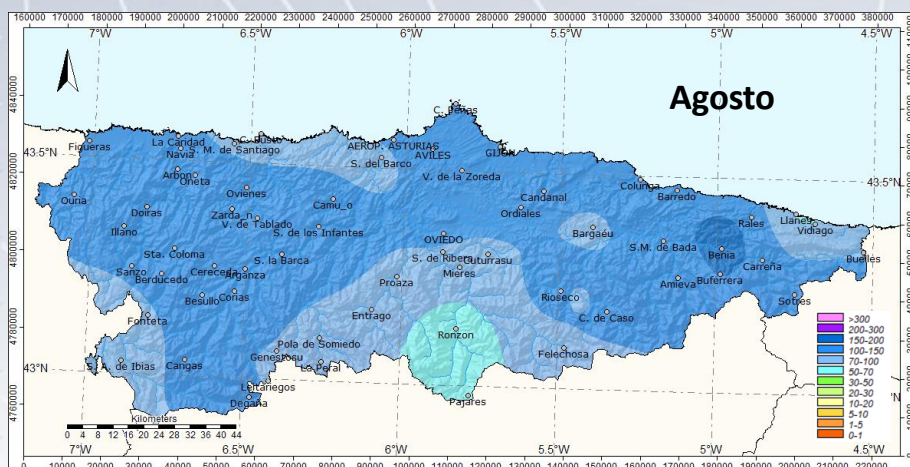 160000 170000 180000 190000 200000 210000 220000 230000 240000 250000 260000 270000 280000 290000 300000 310000 320000 330000 340000 350000 360000 370000 380000
7°W 6.5°W 6°W 5.5°W 5°W 4.5°W
Agosto
4840000
4820000
4800000
4780000
4760000
43.5°N 43.5°N
43°N
C. Peñas
La Caridad
C. Busto
AEROP. ASTURIAS
Figueras
Navia
S. M. de Santiago
AVILES
GIJON
S. del Barco
Arbon
Oneta
V. de la Zoreda
Colunga
Ouria
Ovienes
Candanal
Barredo
Doiras
Zarda_n
Camu_o
Ordiales
Rales
Llanes
Illano
V. de Tablado
S. de los Infantes
Bargaéu
Vidiago
OVIEDO
S.M. de Bada
Sta. Coloma
S. la Barca
S. de Ribera
Buelles
Benia
Carreña
Sanzo
Cereceda
Arganza
Mieres
Berducedo
Proaza
Amieva
Buferrera
Besullo
Corias
Rioseco
Sotres
Fonteta
Entrago
C. de Caso
Ronzon
Pola de Somiedo
Genestosu
Felechosa
S. A. de Ibias
Cangas
La Peral
Leitariegos
Degaña
Pajares
>300
200-300
150-200
100-150
70-100
50-70
30-50
20-30
10-20
5-10
1-5
0-1
Kilometers
0 4 8 12 16 20 24 28 32 36 40 44
7°W 6.5°W 6°W 5.5°W 5°W
0 10000 20000 30000 40000 50000 60000 70000 80000 90000 100000 110000 120000 130000 140000 150000 160000 170000 180000 190000 200000 210000 220000